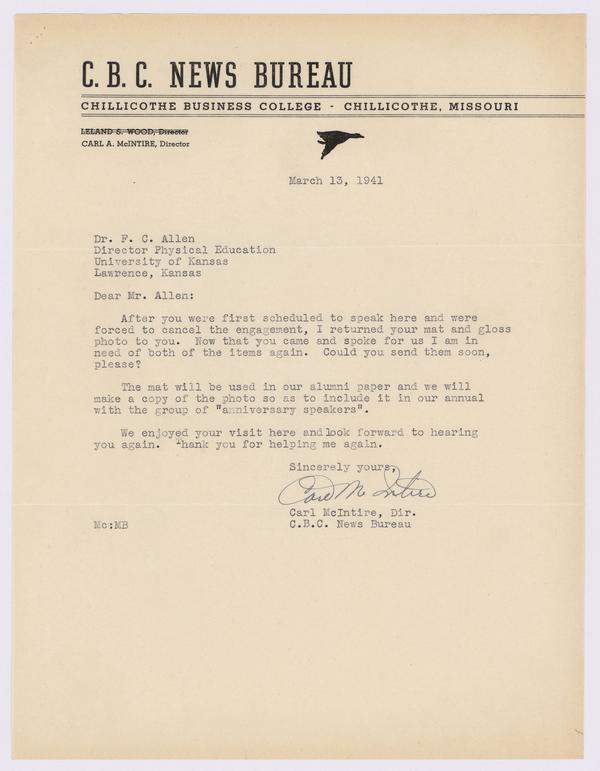 C. B. C. NEWS BUREAU
CHILLICOTHE BUSINESS COLLEGE - CHILLICOTHE, MISSOURI
LELAND S. WOOD, Director
CARL A. McINTIRE, Director
March 13, 1941
Dr. F. C. Allen
Director Physical Education
University of Kansas
Lawrence, Kansas
Dear Mr. Allen:
After you were first scheduled to speak here and were
forced to cancel the engagement, I returned your mat and gloss
photo to you. Now that you came and spoke for us I am in
need of both of the items again. Could you send them soon,
please?
The mat will be used in our alumni paper and we will
make a copy of the photo so as to include it in our annual
with the group of "anniversary speakers".
We enjoyed your visit here and look forward to hearing
you again. Thank you for helping me again.
Sincerely yours,
Carl McIntire
Carl McIntire, Dir.
Mc:MB C.B.C. News Bureau